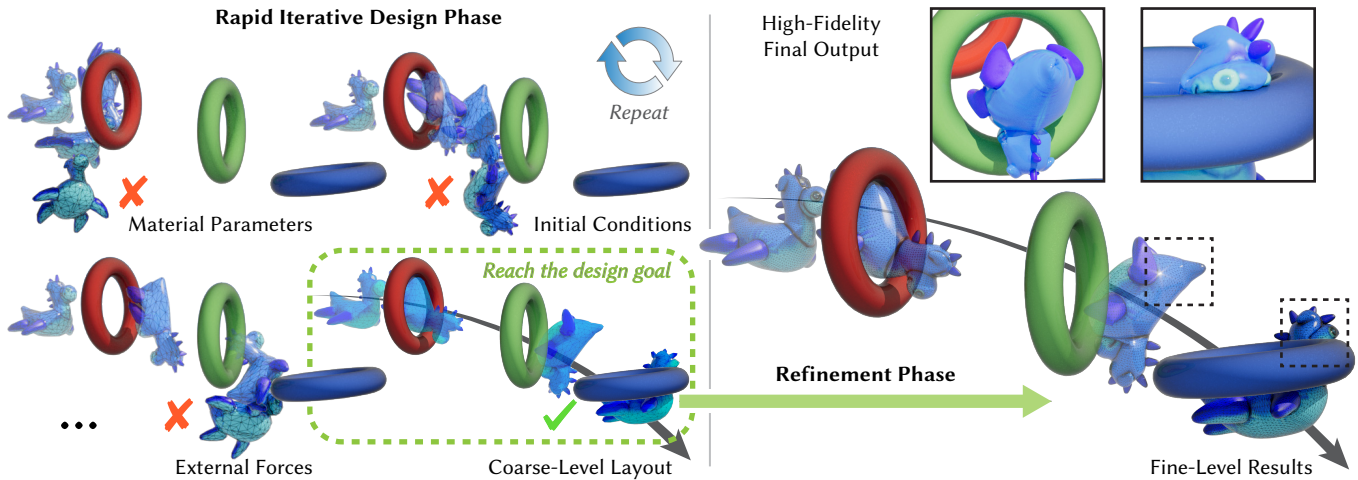 Rapid Iterative Design Phase
Repeat
Material Parameters
Initial Conditions
Reach the design goal
...
External Forces
Coarse-Level Layout
High-Fidelity
Final Output
Refinement Phase
Fine-Level Results